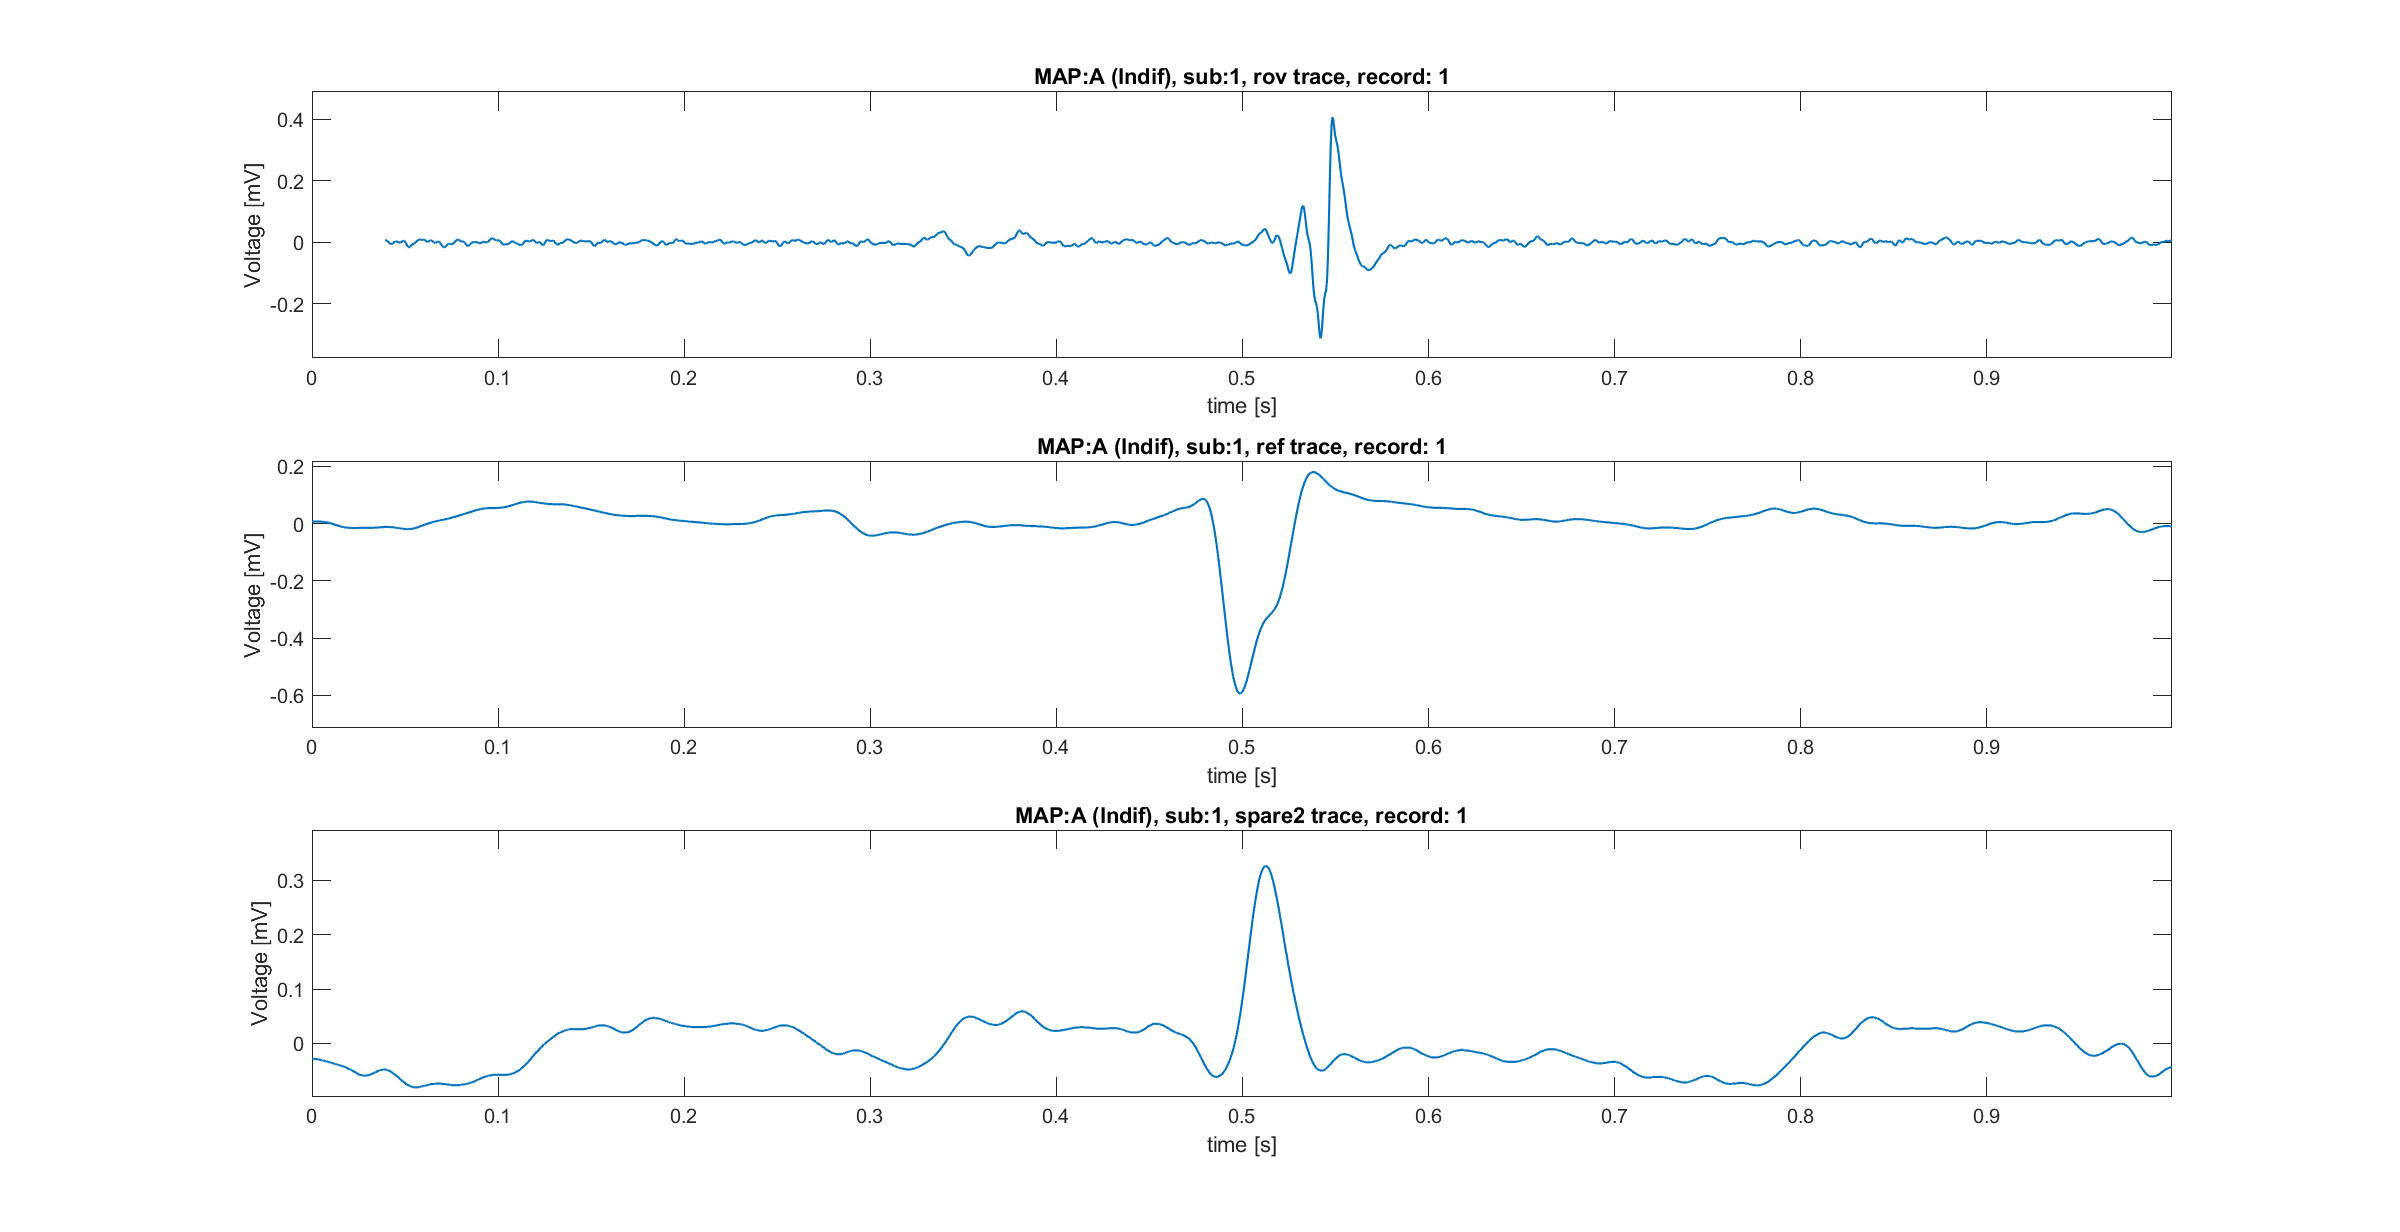 MAP:A (Indif), sub:1, rov trace, record: 1
Voltage [mV]
0.4
0.2
0
-0.2
0 0.1 0.2 0.3 0.4 0.5 0.6 0.7 0.8 0.9
time [s]
MAP:A (Indif), sub:1, ref trace, record: 1
Voltage [mV]
0.2
0
-0.2
-0.4
-0.6
0 0.1 0.2 0.3 0.4 0.5 0.6 0.7 0.8 0.9
time [s]
MAP:A (Indif), sub:1, spare2 trace, record: 1
Voltage [mV]
0.3
0.2
0.1
0
0 0.1 0.2 0.3 0.4 0.5 0.6 0.7 0.8 0.9
time [s]